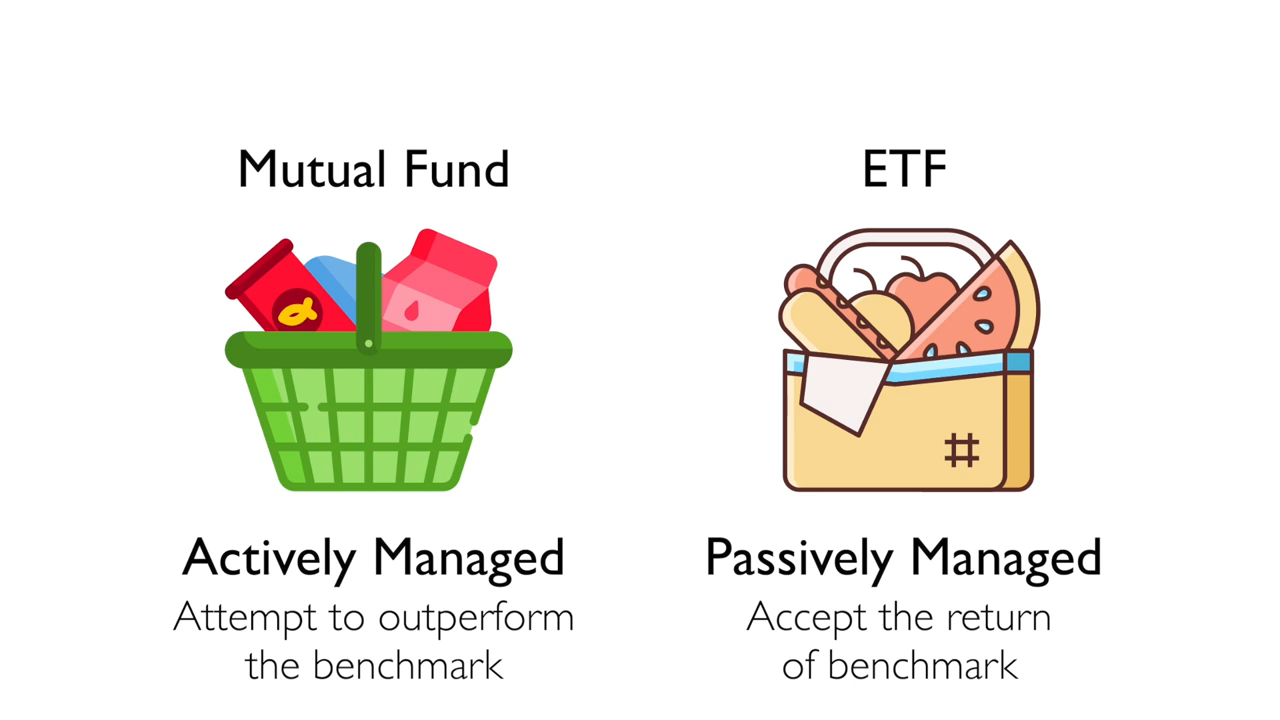 Mutual Fund
ETF
Actively Managed
Attempt to outperform
the benchmark
Passively Managed
Accept the return
of benchmark